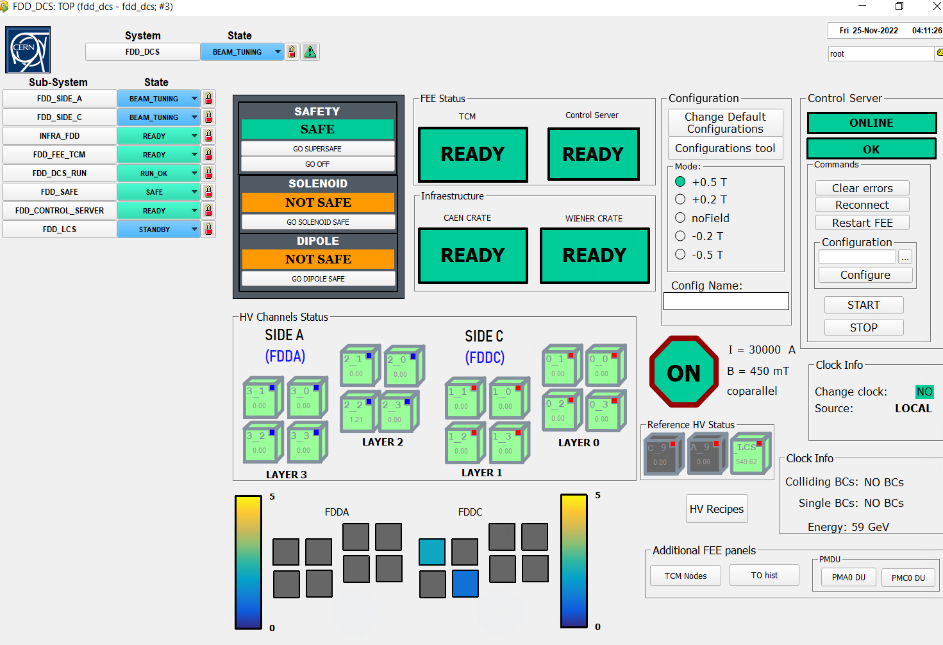 FDD_DCS: TOP (fdd_dcs - fdd_dcs; #3)
CERN
System State
FDD_DCS BEAM_TUNING
Fri 25-Nov-2022 04:11:26
root
Sub-System State
FDD_SIDE_A BEAM_TUNING
FDD_SIDE_C BEAM_TUNING
INFRA_FDD READY
FDD_FEE_TCM READY
FDD_DCS_RUN RUN_OK
FDD_SAFE SAFE
FDD_CONTROL_SERVER READY
FDD_LCS STANDBY
SAFETY
SAFE
GO SUPERSAFE
GO OFF
SOLENOID
NOT SAFE
GO SOLENOID SAFE
DIPOLE
NOT SAFE
GO DIPOLE SAFE
FEE Status
TCM Control Server
READY READY
Infraestructure
CAEN CRATE WIENER CRATE
READY READY
Configuration
Change Default
Configurations
Configurations tool
Mode:
+0.5 T
+0.2 T
noField
-0.2 T
-0.5 T
Config Name:
Control Server
ONLINE
OK
Commands
Clear errors
Reconnect
Restart FEE
Configuration
...
Configure
START
STOP
HV Channels Status
SIDE A
(FDDA)
2_1 2_0
0.00 0.00
3_1 3_0
0.00 0.00
2_2 2_3
1.21 0.00
3_2 3_3
0.00 0.00
LAYER 2
LAYER 3
SIDE C
(FDDC)
0_1 0_0
0.00 0.00
1_1 1_0
0.00 0.00
0_2 0_3
0.00 0.00
1_2 1_3
0.00 0.00
LAYER 0
LAYER 1
ON
I = 30000 A
B = 450 mT
coparallel
Clock Info
Change clock: NO
Source: LOCAL
Reference HV Status
C_9 A_9 LCS
0.00 0.00 549.62
Clock Info
Colliding BCs: NO BCs
Single BCs: NO BCs
Energy: 59 GeV
HV Recipes
5
FDDA FDDC
5
0
0
Additional FEE panels
TCM Nodes T0 hist
PMDU
PMA0 DU PMC0 DU